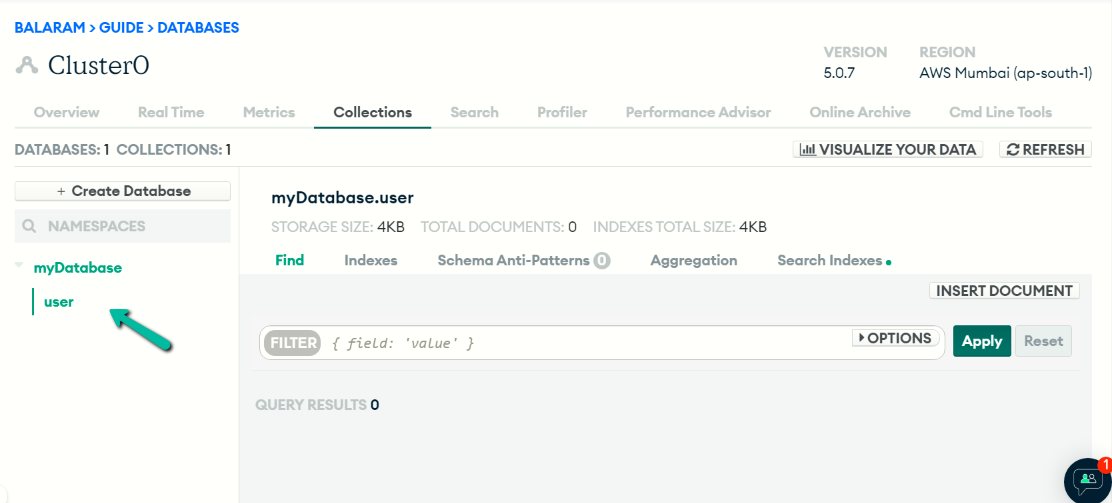 BALARAM > GUIDE > DATABASES
Cluster0
VERSION
5.0.7
REGION
AWS Mumbai (ap-south-1)
Overview Real Time Metrics Collections Search Profiler Performance Advisor Online Archive Cmd Line Tools
DATABASES: 1 COLLECTIONS: 1
VISUALIZE YOUR DATA REFRESH
+ Create Database
NAMESPACES
myDatabase
user
myDatabase.user
STORAGE SIZE: 4KB TOTAL DOCUMENTS: 0 INDEXES TOTAL SIZE: 4KB
Find Indexes Schema Anti-Patterns 0 Aggregation Search Indexes
INSERT DOCUMENT
FILTER { field: 'value' } OPTIONS Apply Reset
QUERY RESULTS 0
1